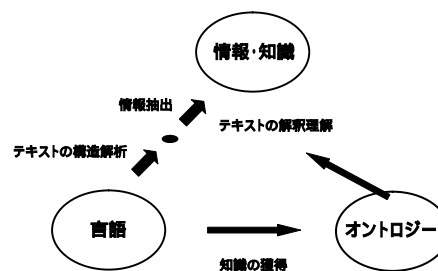 情報・知識
情報抽出
テキストの解釈理解
テキストの構造解析
言語
オントロジー
知識の獲得